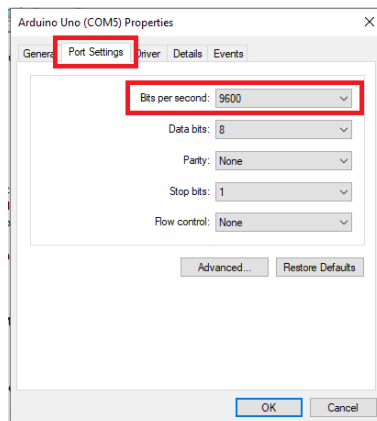 Arduino Uno (COM5) Properties
General Port Settings Driver Details Events
Bits per second: 9600
Data bits: 8
Parity: None
Stop bits: 1
Flow control: None
Advanced... Restore Defaults
OK Cancel